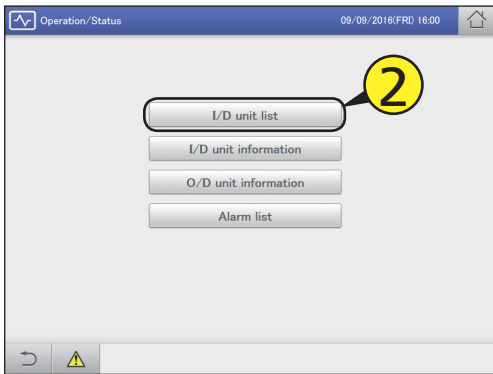 Operation/Status 09/09/2016(FRI) 16:00
2
I/D unit list
I/D unit information
O/D unit information
Alarm list